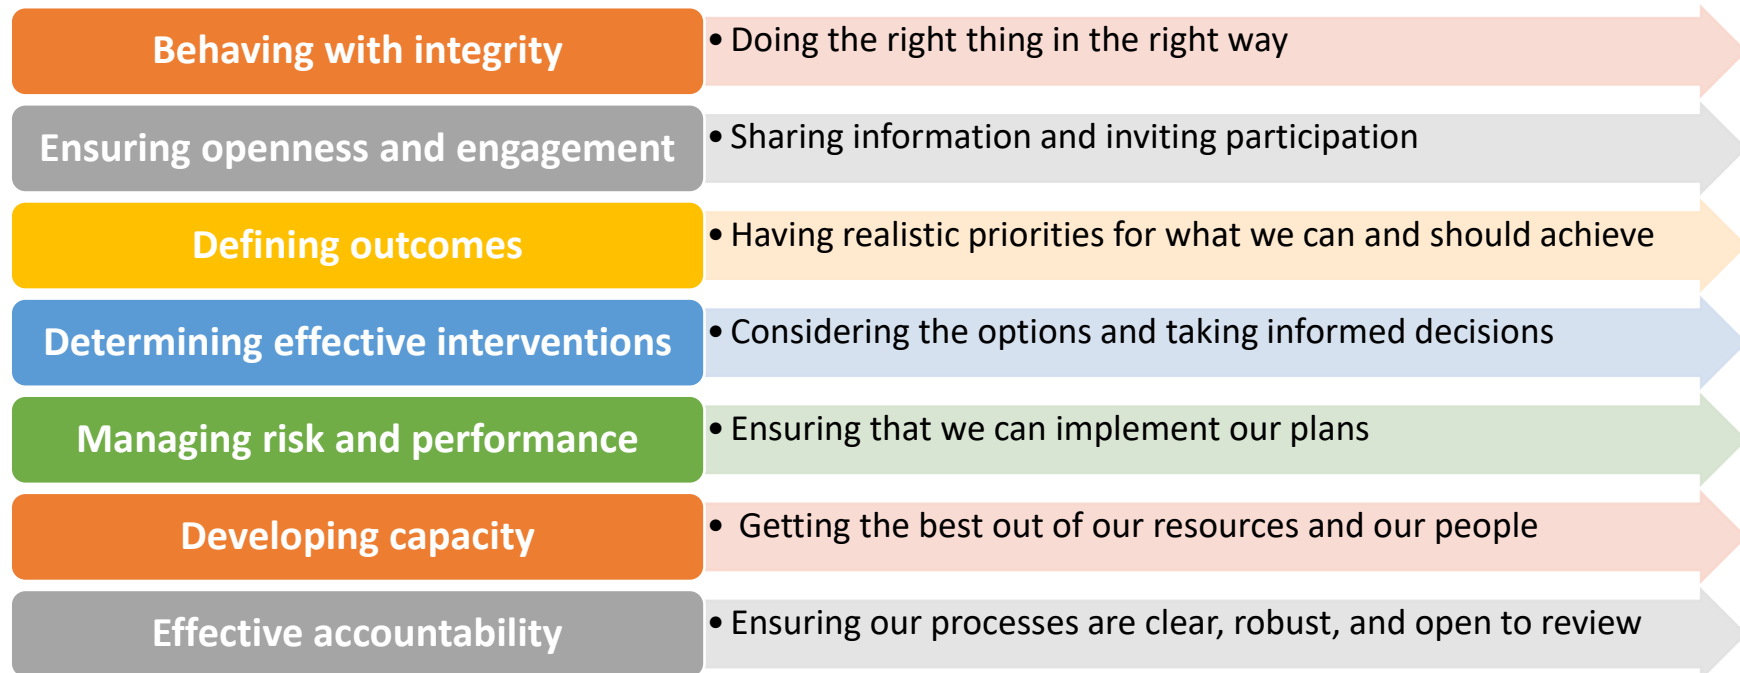 Behaving with integrity
• Doing the right thing in the right way
Ensuring openness and engagement
• Sharing information and inviting participation
Defining outcomes
• Having realistic priorities for what we can and should achieve
Determining effective interventions
• Considering the options and taking informed decisions
Managing risk and performance
• Ensuring that we can implement our plans
Developing capacity
• Getting the best out of our resources and our people
Effective accountability
• Ensuring our processes are clear, robust, and open to review